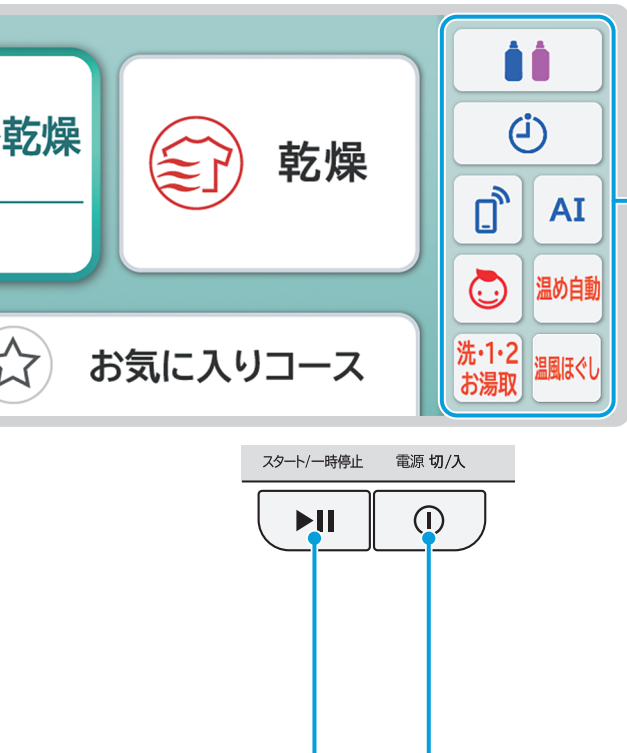 乾燥
乾燥
AI
温め自動
洗・1・2
お湯取
温風ほぐし
お気に入りコース
スタート/一時停止
電源 切/入